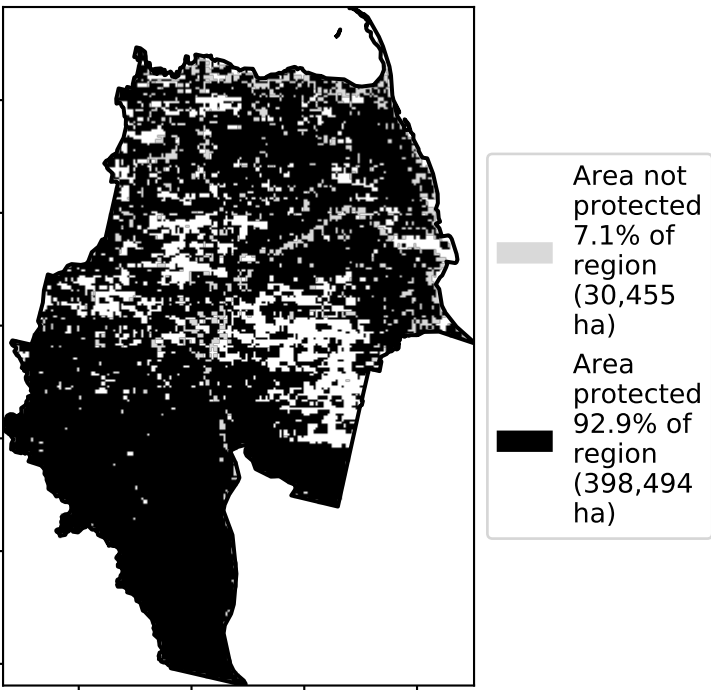 Area not
protected
7.1% of
region
(30,455
ha)
Area
protected
92.9% of
region
(398,494
ha)